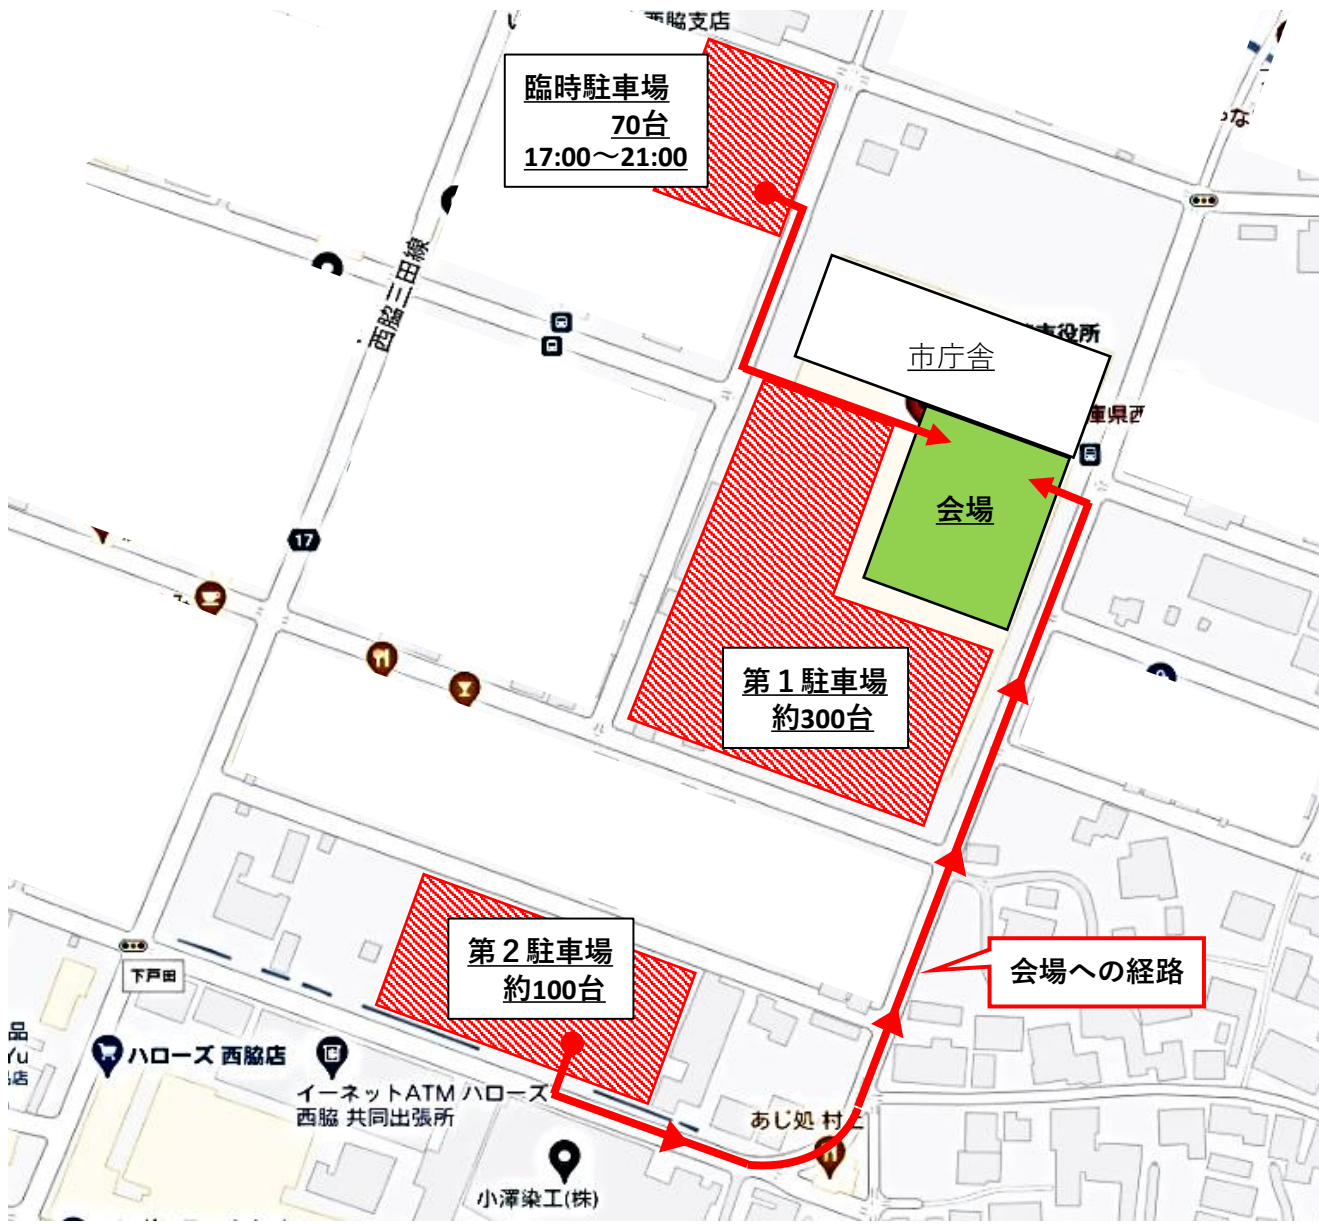 西脇支店
臨時駐車場
70台
17:00～21:00
西脇三田線
市役所
市庁舎
庫県西
会場
17
第１駐車場
約300台
第２駐車場
約100台
会場への経路
下戸田
ハローズ 西脇店
イーネットATM ハローズ
西脇 共同出張所
あじ処 村上
小澤染工(株)